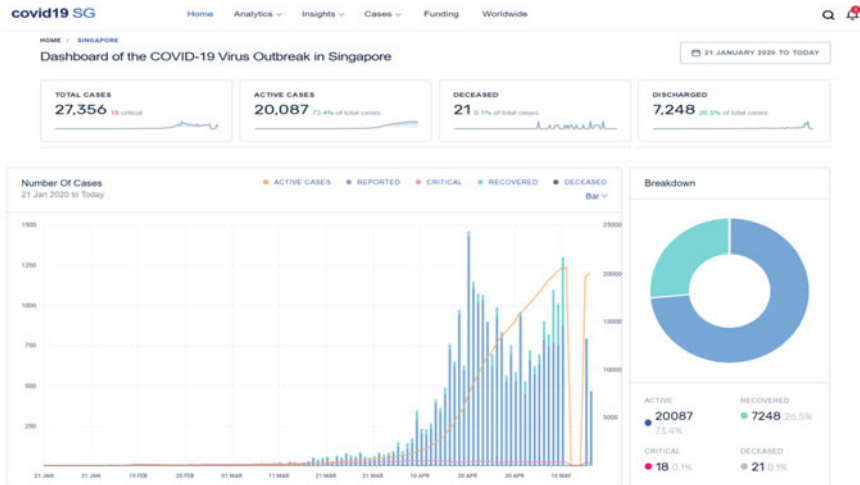 covid19 SG
Home Analytics Insights Cases Funding Worldwide
HOME / SINGAPORE
Dashboard of the COVID-19 Virus Outbreak in Singapore
21 JANUARY 2020 TO TODAY
TOTAL CASES
27,356 18 critical
ACTIVE CASES
20,087 73.4% of total cases
DECEASED
21 0.1% of total cases
DISCHARGED
7,248 26.5% of total cases
Number Of Cases
21 Jan 2020 to Today
ACTIVE CASES REPORTED CRITICAL RECOVERED DECEASED
Bar
1500
1250
1000
750
500
250
25000
20000
15000
10000
5000
21 JAN 31 JAN 10 FEB 20 FEB 01 MAR 11 MAR 21 MAR 31 MAR 10 APR 20 APR 30 APR 10 MAY
Breakdown
ACTIVE
20087
73.4%
RECOVERED
7248 26.5%
CRITICAL
18 0.1%
DECEASED
21 0.1%